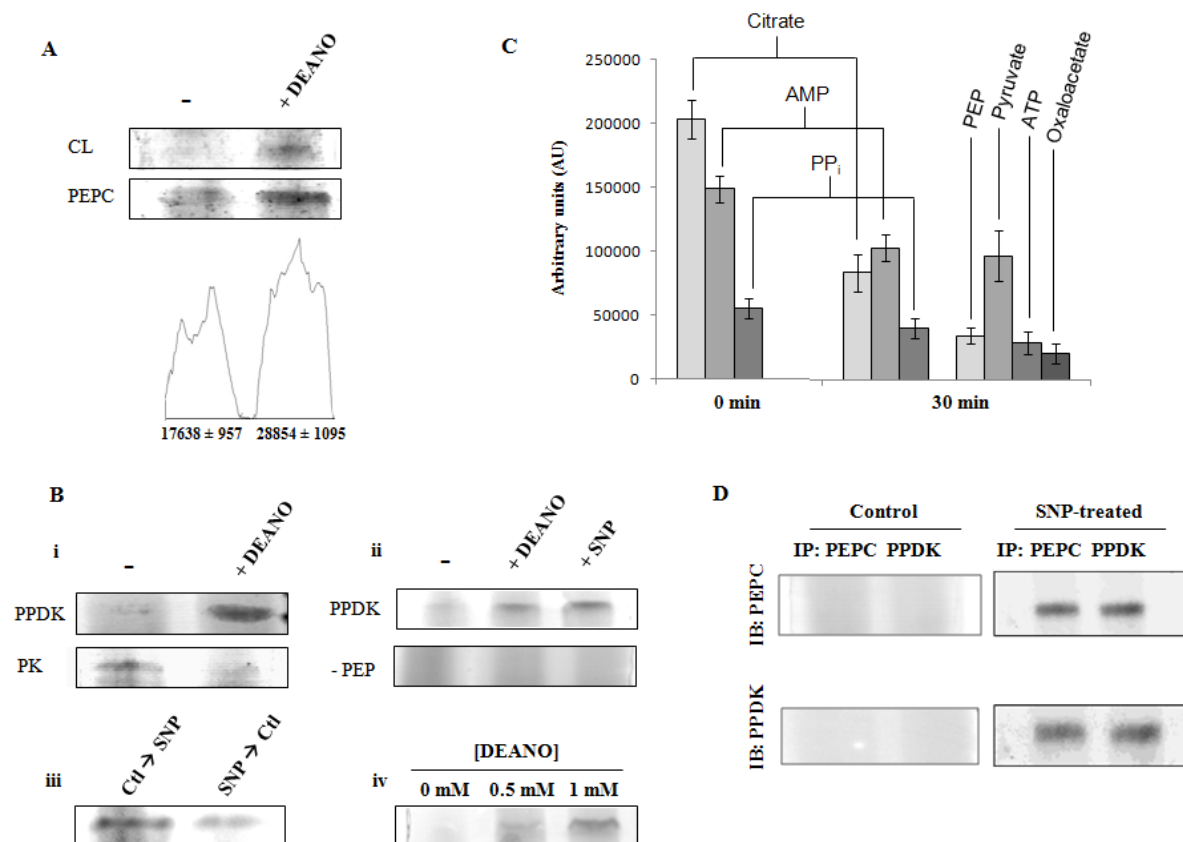 A
-
+ DEANO
CL
PEPC
17638 ± 957 28854 ± 1095
B
i
-
+ DEANO
PPDK
PK
ii
-
+ DEANO
+ SNP
PPDK
- PEP
iii
Ctl → SNP
SNP → Ctl
iv
[DEANO]
0 mM 0.5 mM 1 mM
C
Arbitrary units (AU)
250000
200000
150000
100000
50000
0
Citrate
AMP
PPi
PEP
Pyruvate
ATP
Oxaloacetate
0 min
30 min
D
Control
SNP-treated
IP: PEPC PPDK
IP: PEPC PPDK
IB: PEPC
IB: PPDK